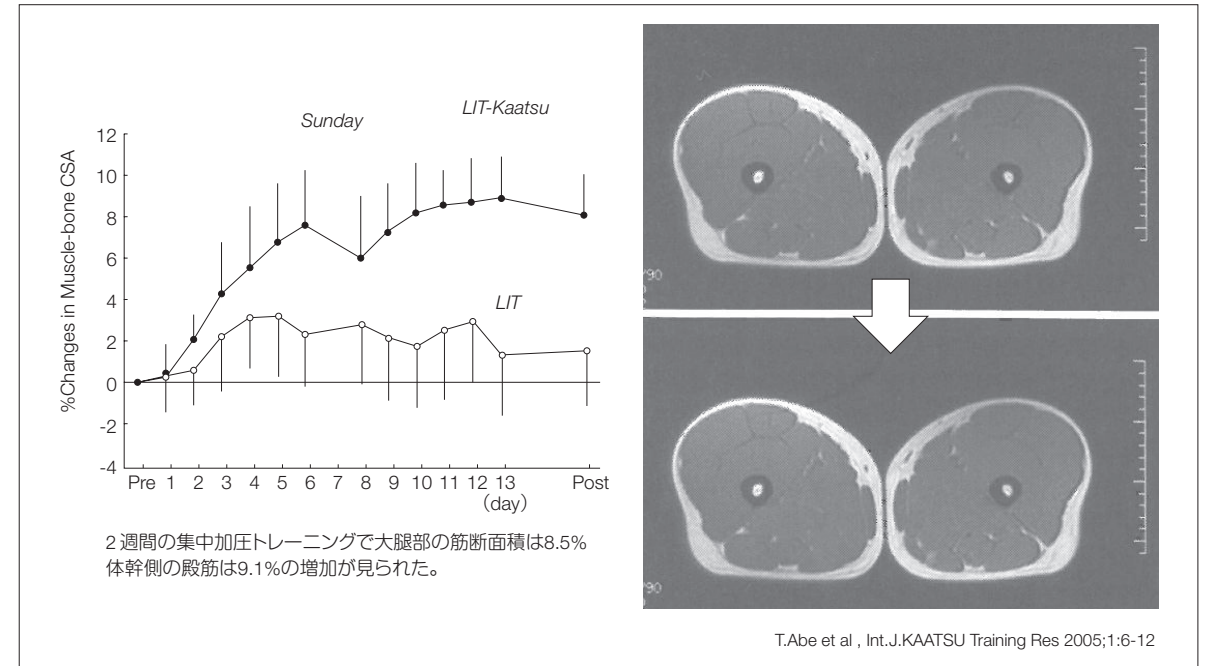 Sunday
LIT-Kaatsu
%Changes in Muscle-bone CSA
12
10
8
6
4
2
0
-2
-4
LIT
Pre 1 2 3 4 5 6 7 8 9 10 11 12 13 Post
（day）
2週間の集中加圧トレーニングで大腿部の筋断面積は8.5%
体幹側の殿筋は9.1%の増加が見られた。
'90
'90
T.Abe et al , Int.J.KAATSU Training Res 2005;1:6-12